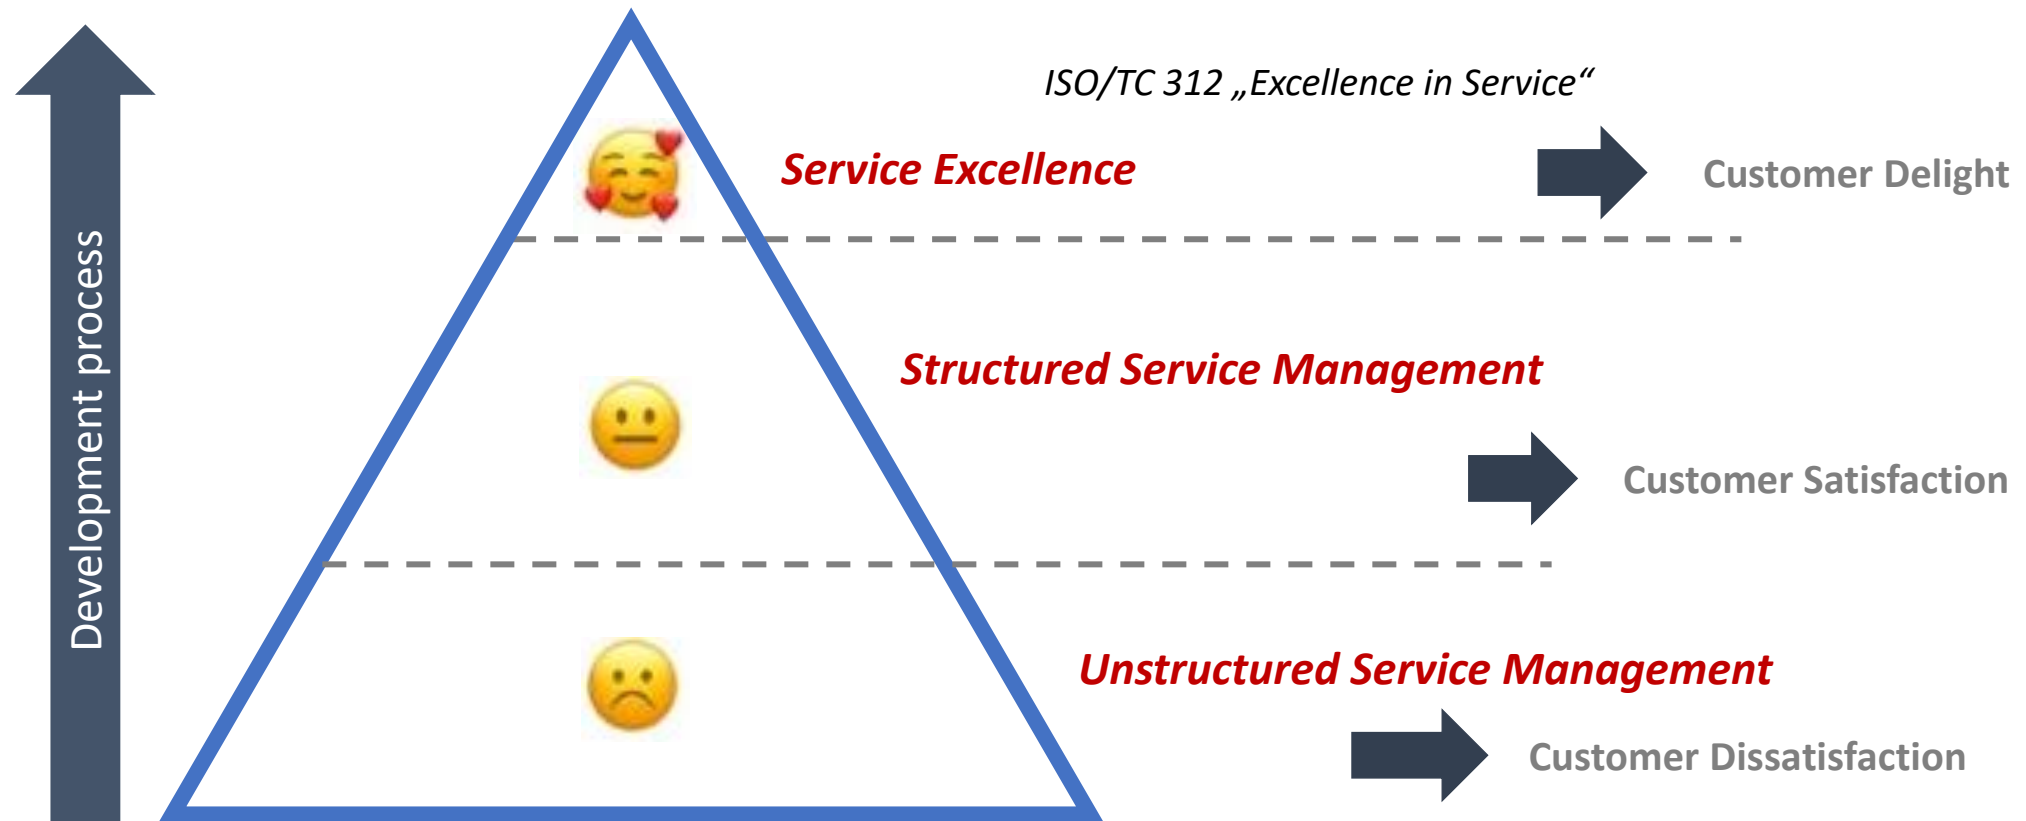 ISO/TC 312 „Excellence in Service“
Service Excellence
Customer Delight
Development process
Structured Service Management
Customer Satisfaction
Unstructured Service Management
Customer Dissatisfaction